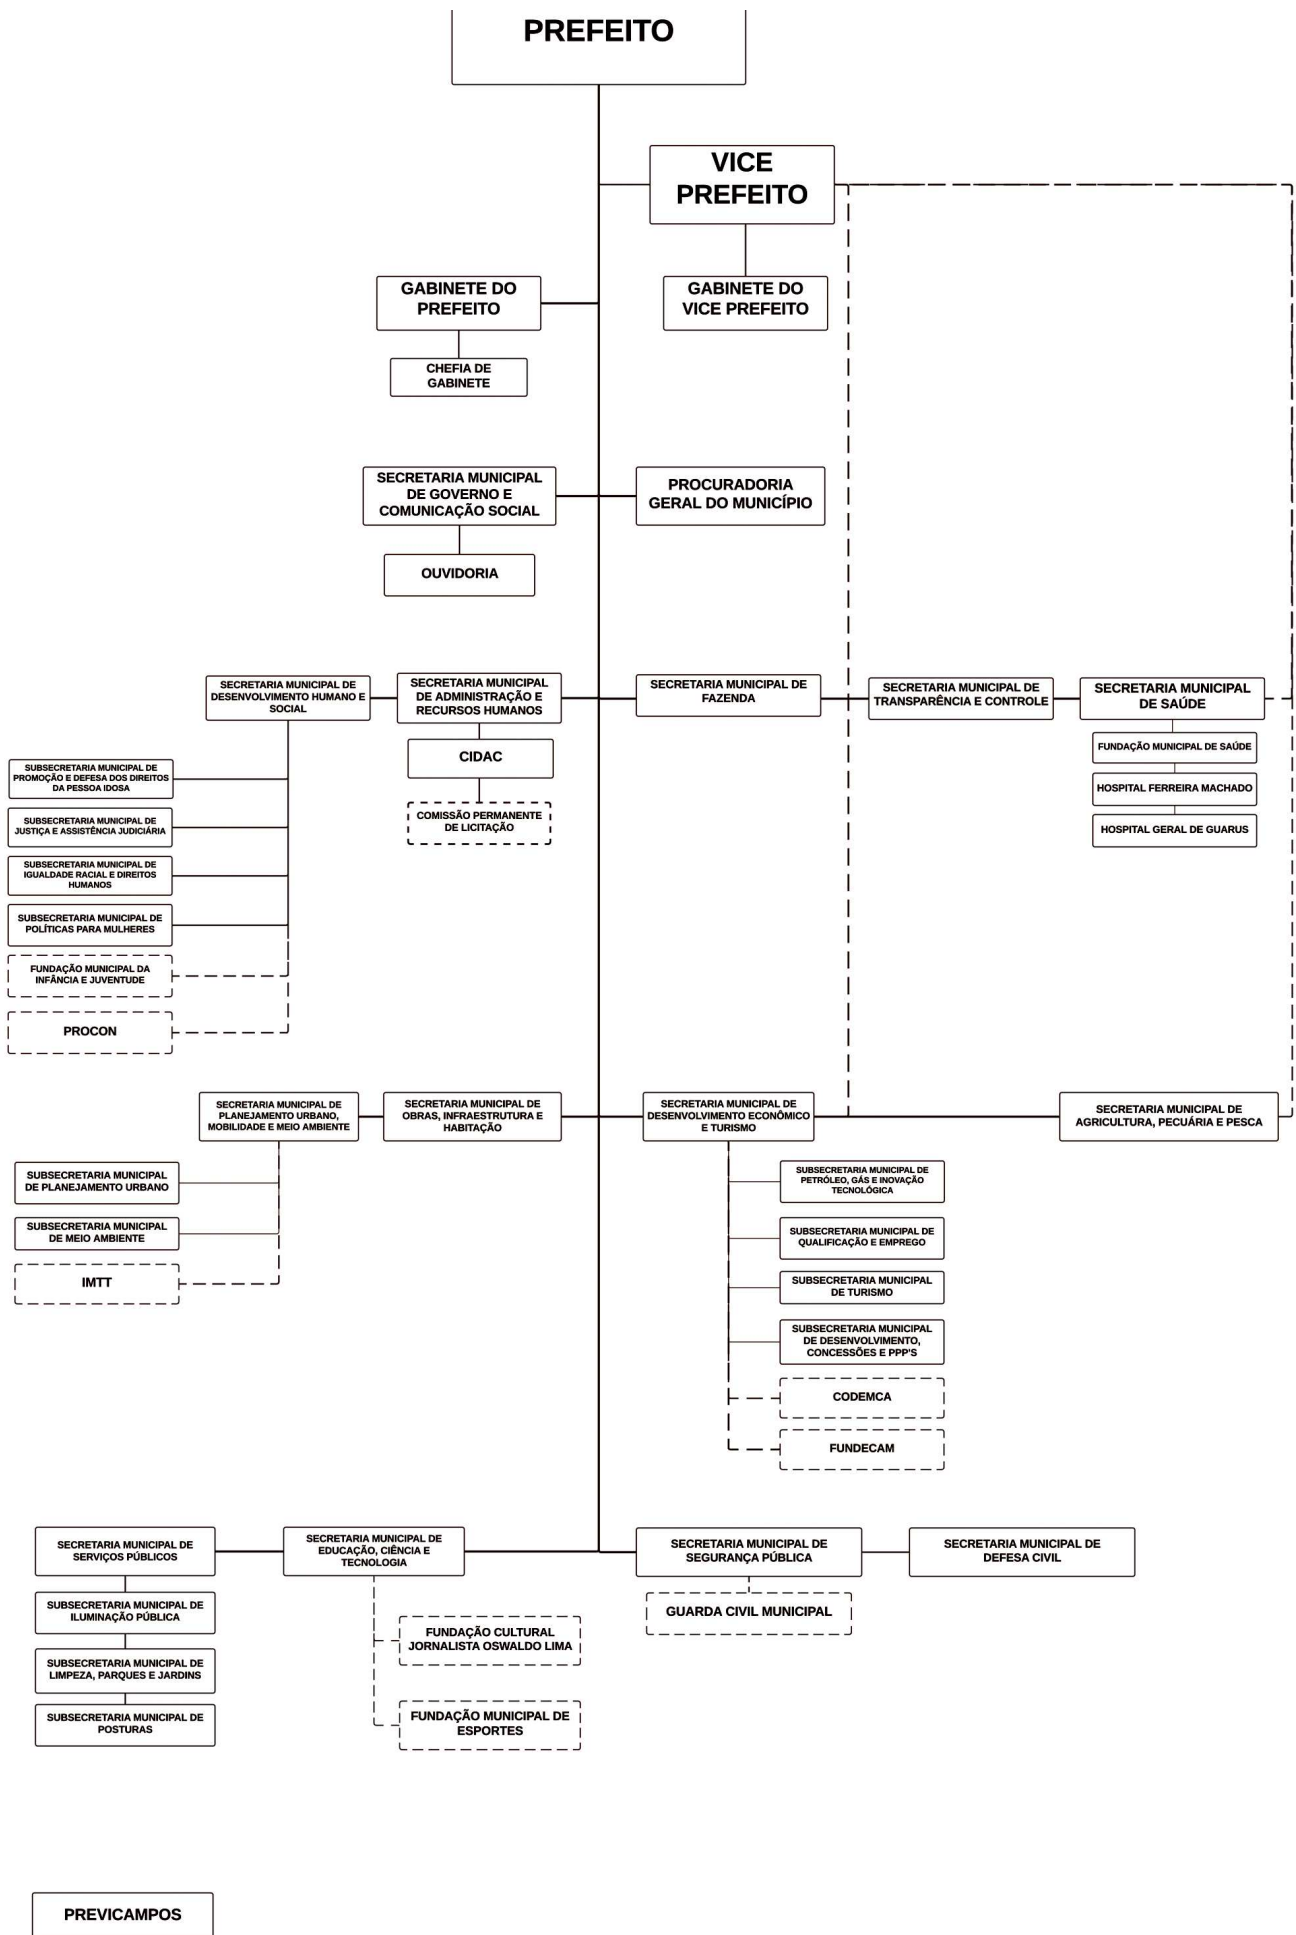 PREFEITO
VICE
PREFEITO
GABINETE DO
PREFEITO
GABINETE DO
VICE PREFEITO
CHEFIA DE
GABINETE
SECRETARIA MUNICIPAL
DE GOVERNO E
COMUNICAÇÃO SOCIAL
PROCURADORIA
GERAL DO MUNICÍPIO
OUVIDORIA
SECRETARIA MUNICIPAL DE
DESENVOLVIMENTO HUMANO E
SOCIAL
SECRETARIA MUNICIPAL
DE ADMINISTRAÇÃO E
RECURSOS HUMANOS
SECRETARIA MUNICIPAL DE
FAZENDA
SECRETARIA MUNICIPAL DE
TRANSPARÊNCIA E CONTROLE
SECRETARIA MUNICIPAL
DE SAÚDE
CIDAC
COMISSÃO PERMANENTE
DE LICITAÇÃO
FUNDAÇÃO MUNICIPAL DE SAÚDE
HOSPITAL FERREIRA MACHADO
HOSPITAL GERAL DE GUARUS
SUBSECRETARIA MUNICIPAL DE
PROMOÇÃO E DEFESA DOS DIREITOS
DA PESSOA IDOSA
SUBSECRETARIA MUNICIPAL DE
JUSTIÇA E ASSISTÊNCIA JUDICIÁRIA
SUBSECRETARIA MUNICIPAL DE
IGUALDADE RACIAL E DIREITOS
HUMANOS
SUBSECRETARIA MUNICIPAL DE
POLÍTICAS PARA MULHERES
FUNDAÇÃO MUNICIPAL DA
INFÂNCIA E JUVENTUDE
PROCON
SECRETARIA MUNICIPAL DE
PLANEJAMENTO URBANO,
MOBILIDADE E MEIO AMBIENTE
SECRETARIA MUNICIPAL DE
OBRAS, INFRAESTRUTURA E
HABITAÇÃO
SECRETARIA MUNICIPAL DE
DESENVOLVIMENTO ECONÔMICO
E TURISMO
SECRETARIA MUNICIPAL DE
AGRICULTURA, PECUÁRIA E PESCA
SUBSECRETARIA MUNICIPAL
DE PLANEJAMENTO URBANO
SUBSECRETARIA MUNICIPAL
DE MEIO AMBIENTE
IMTT
SUBSECRETARIA MUNICIPAL DE
PETRÓLEO, GÁS E INOVAÇÃO
TECNOLÓGICA
SUBSECRETARIA MUNICIPAL DE
QUALIFICAÇÃO E EMPREGO
SUBSECRETARIA MUNICIPAL
DE TURISMO
SUBSECRETARIA MUNICIPAL
DE DESENVOLVIMENTO,
CONCESSÕES E PPP'S
CODEMCA
FUNDECAM
SECRETARIA MUNICIPAL DE
SERVIÇOS PÚBLICOS
SECRETARIA MUNICIPAL DE
EDUCAÇÃO, CIÊNCIA E
TECNOLOGIA
SECRETARIA MUNICIPAL DE
SEGURANÇA PÚBLICA
SECRETARIA MUNICIPAL DE
DEFESA CIVIL
SUBSECRETARIA MUNICIPAL DE
ILUMINAÇÃO PÚBLICA
SUBSECRETARIA MUNICIPAL DE
LIMPEZA, PARQUES E JARDINS
SUBSECRETARIA MUNICIPAL DE
POSTURAS
FUNDAÇÃO CULTURAL
JORNALISTA OSWALDO LIMA
FUNDAÇÃO MUNICIPAL DE
ESPORTES
GUARDA CIVIL MUNICIPAL
PREVICAMPOS